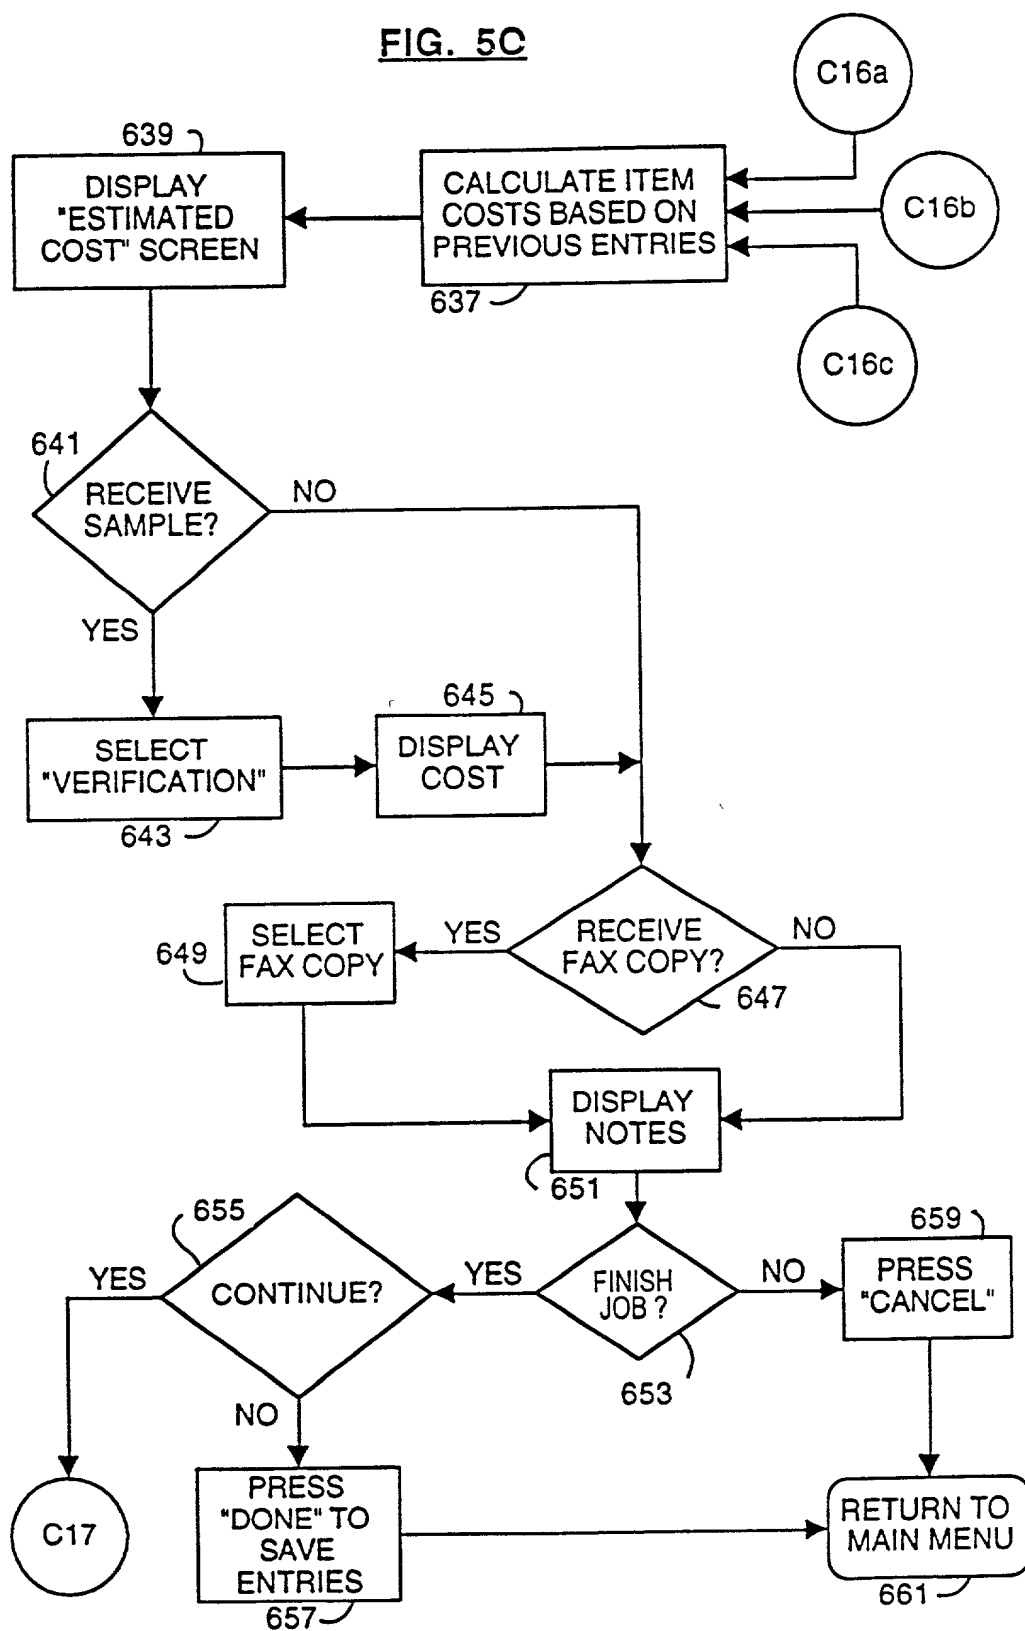 FIG. 5C
C16a
639
DISPLAY
"ESTIMATED
COST" SCREEN
CALCULATE ITEM
COSTS BASED ON
PREVIOUS ENTRIES
C16b
637
C16c
641
RECEIVE
SAMPLE?
NO
YES
645
SELECT
"VERIFICATION"
DISPLAY
COST
643
649
SELECT
FAX COPY
YES
RECEIVE
FAX COPY?
NO
647
DISPLAY
NOTES
651
655
659
YES
CONTINUE?
YES
FINISH
JOB ?
NO
PRESS
"CANCEL"
653
NO
C17
PRESS
"DONE" TO
SAVE
ENTRIES
RETURN TO
MAIN MENU
657
661